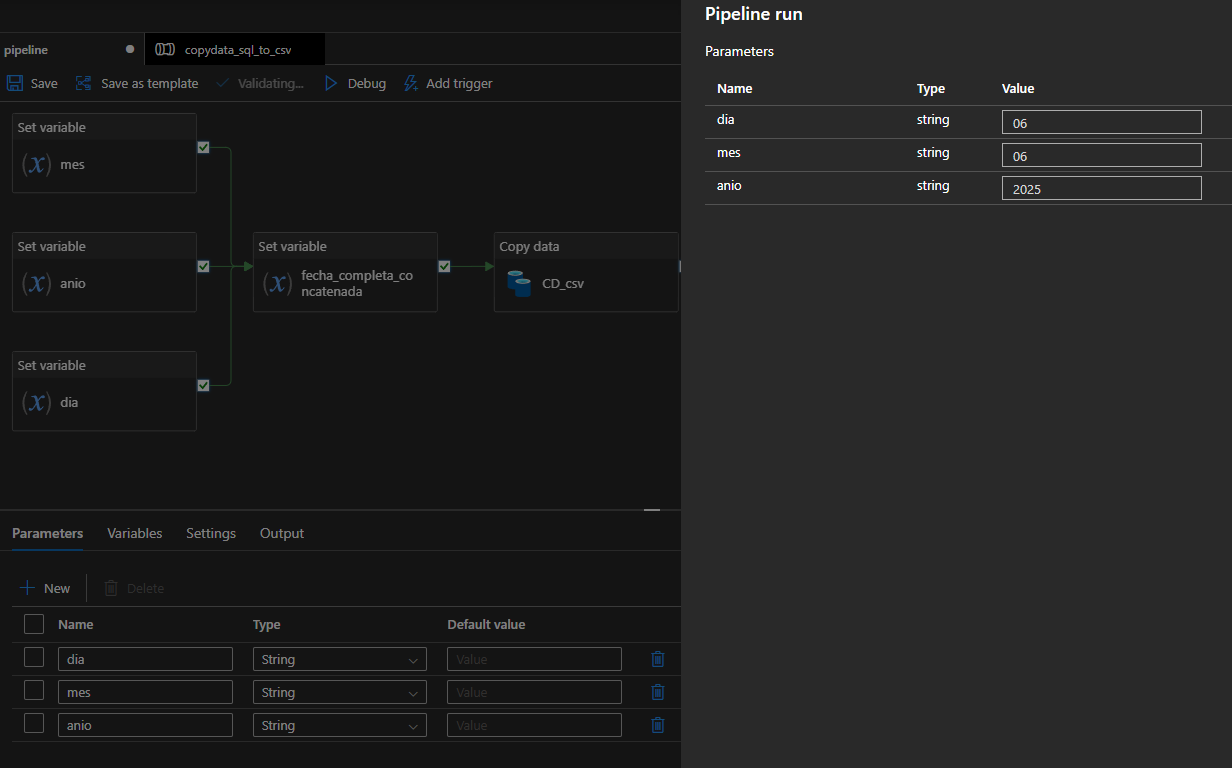 pipeline
copydata_sql_to_csv
Save
Save as template
Validating...
Debug
Add trigger
Set variable
(x) mes
Set variable
(x) anio
Set variable
(x) dia
Set variable
(x) fecha_completa_co
ncatenada
Copy data
CD_csv
Parameters
Variables
Settings
Output
New
Delete
Name Type Default value
dia String Value
mes String Value
anio String Value
Pipeline run
Parameters
Name Type Value
dia string 06
mes string 06
anio string 2025